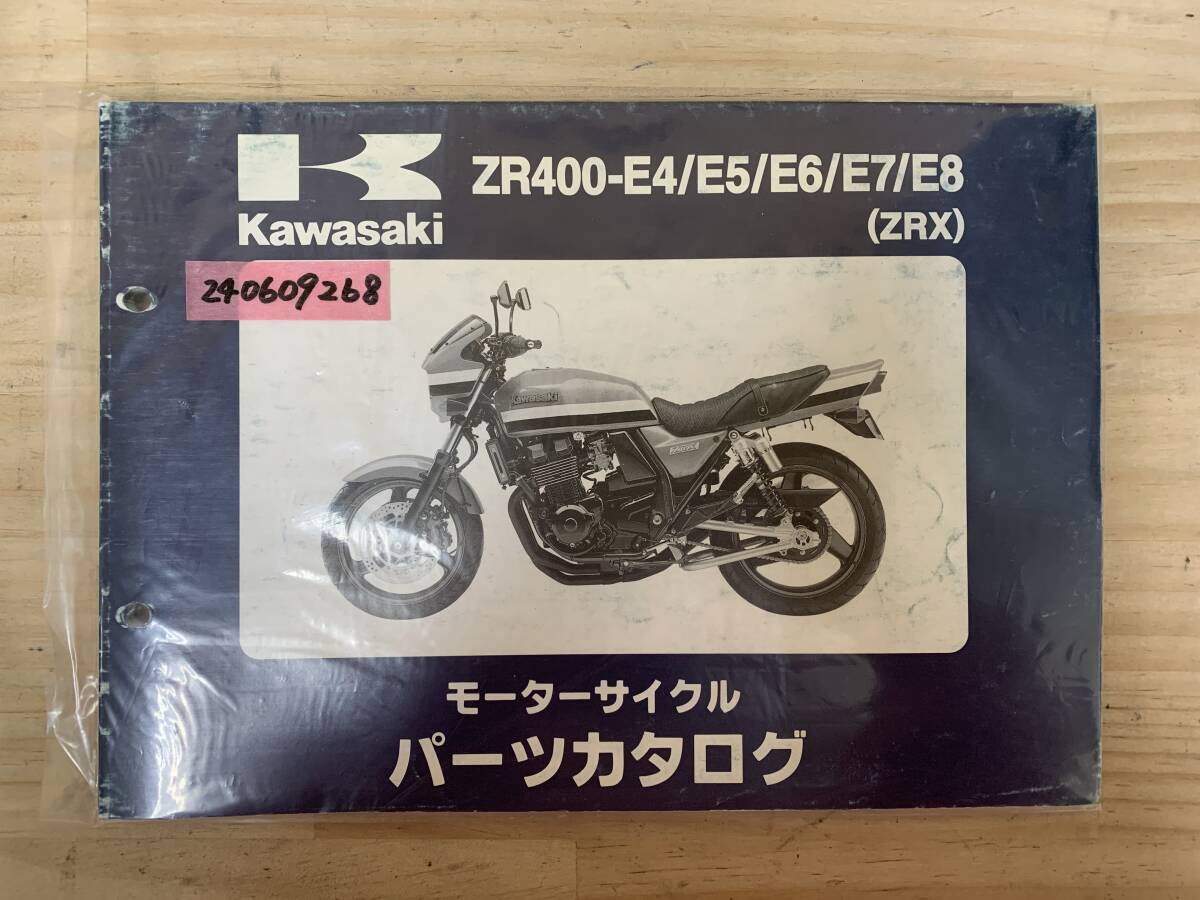 ZR400-E4/E5/E6/E7/E8
(ZRX)
Kawasaki
240609268
Kawasaki
モーターサイクル
パーツカタログ